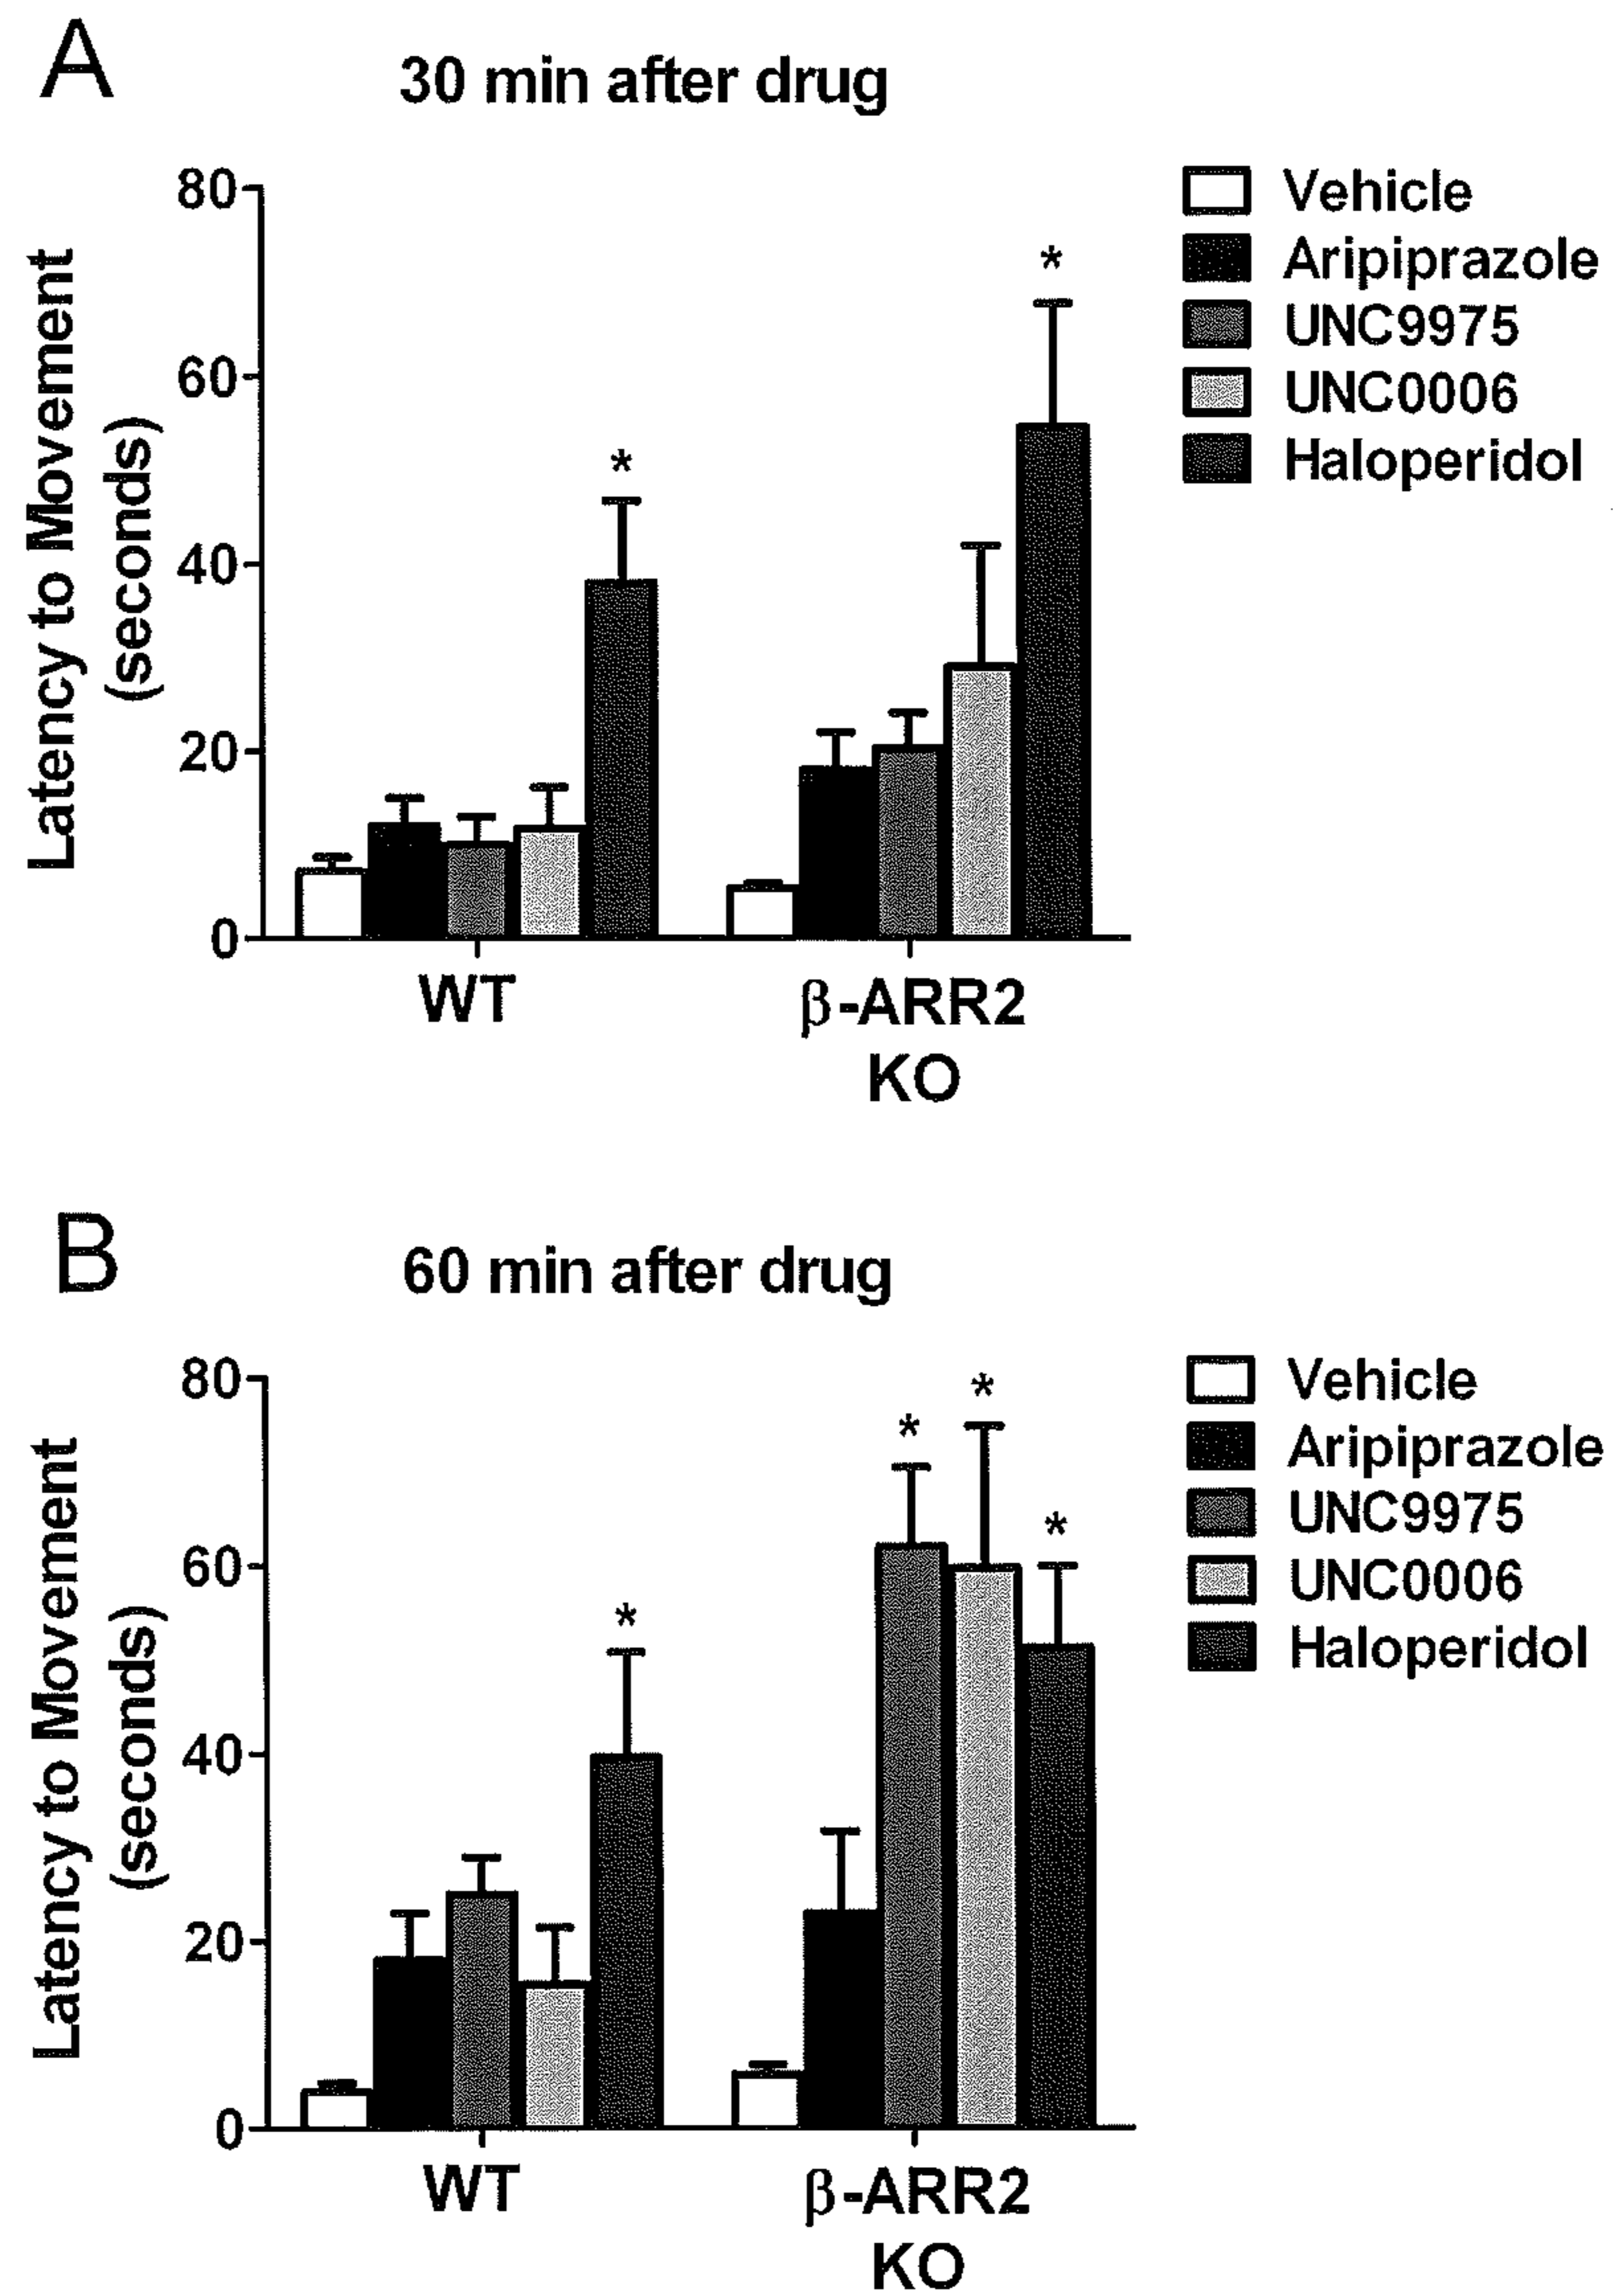 A
30 min after drug
80
60
40
20
0
Latency to Movement
(seconds)
*
*
WT
β-ARR2
KO
Vehicle
Aripiprazole
UNC9975
UNC0006
Haloperidol
B
60 min after drug
80
60
40
20
0
Latency to Movement
(seconds)
*
*
*
*
WT
β-ARR2
KO
Vehicle
Aripiprazole
UNC9975
UNC0006
Haloperidol